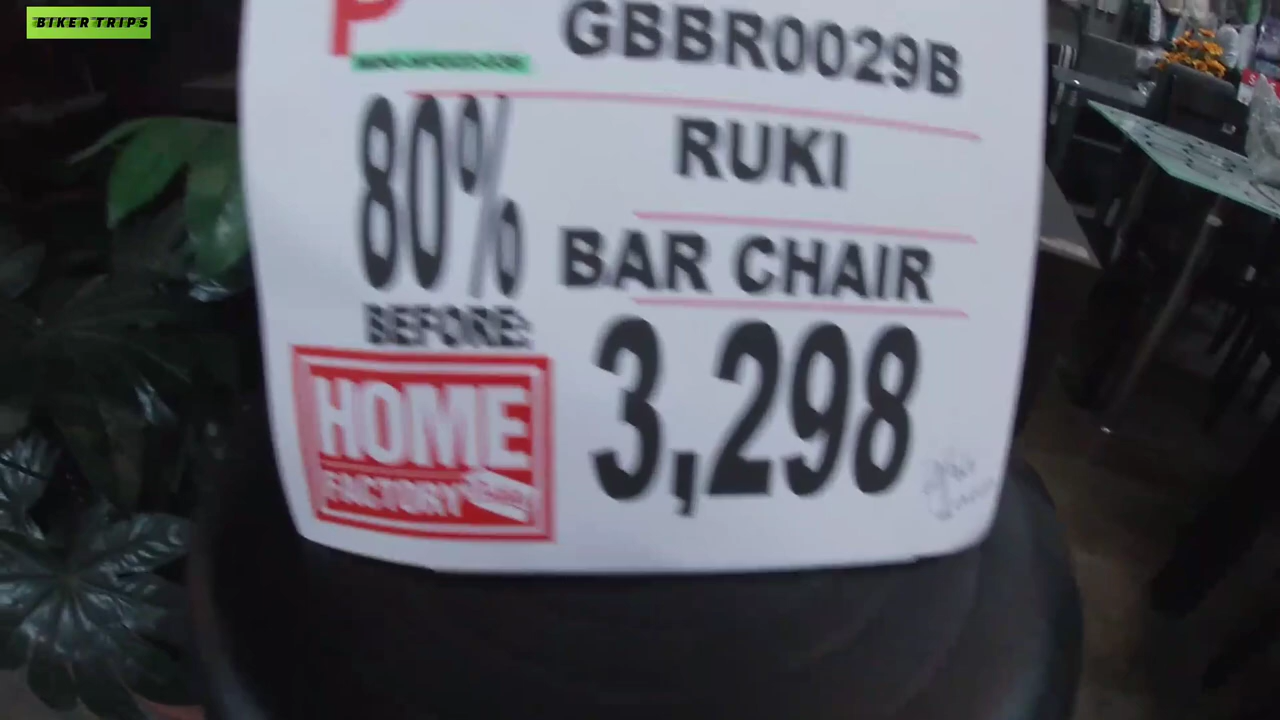 BIKER TRIPS
P
GBBR0029B
80%
RUKI
BAR CHAIR
BEFORE:
3,298
HOME
FACTORY